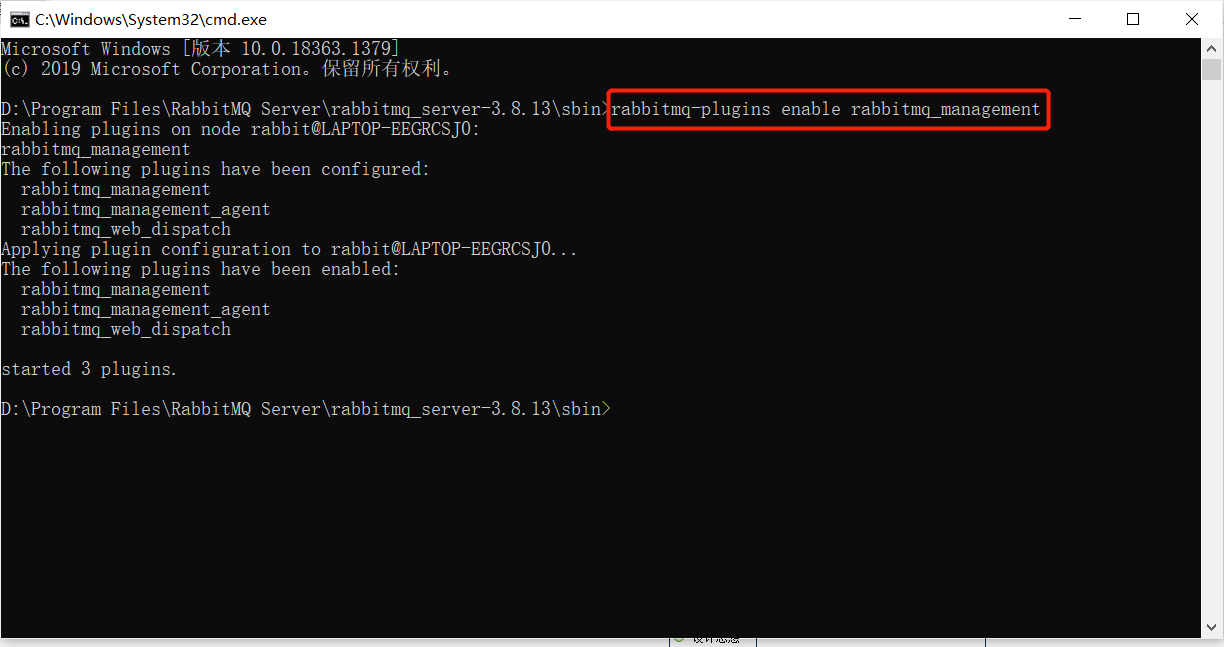 C:\Windows\System32\cmd.exe
Microsoft Windows [版本 10.0.18363.1379]
(c) 2019 Microsoft Corporation。保留所有权利。
D:\Program Files\RabbitMQ Server\rabbitmq_server-3.8.13\sbin>rabbitmq-plugins enable rabbitmq_management
Enabling plugins on node rabbit@LAPTOP-EEGRCSJ0:
rabbitmq_management
The following plugins have been configured:
  rabbitmq_management
  rabbitmq_management_agent
  rabbitmq_web_dispatch
Applying plugin configuration to rabbit@LAPTOP-EEGRCSJ0...
The following plugins have been enabled:
  rabbitmq_management
  rabbitmq_management_agent
  rabbitmq_web_dispatch
started 3 plugins.
D:\Program Files\RabbitMQ Server\rabbitmq_server-3.8.13\sbin>